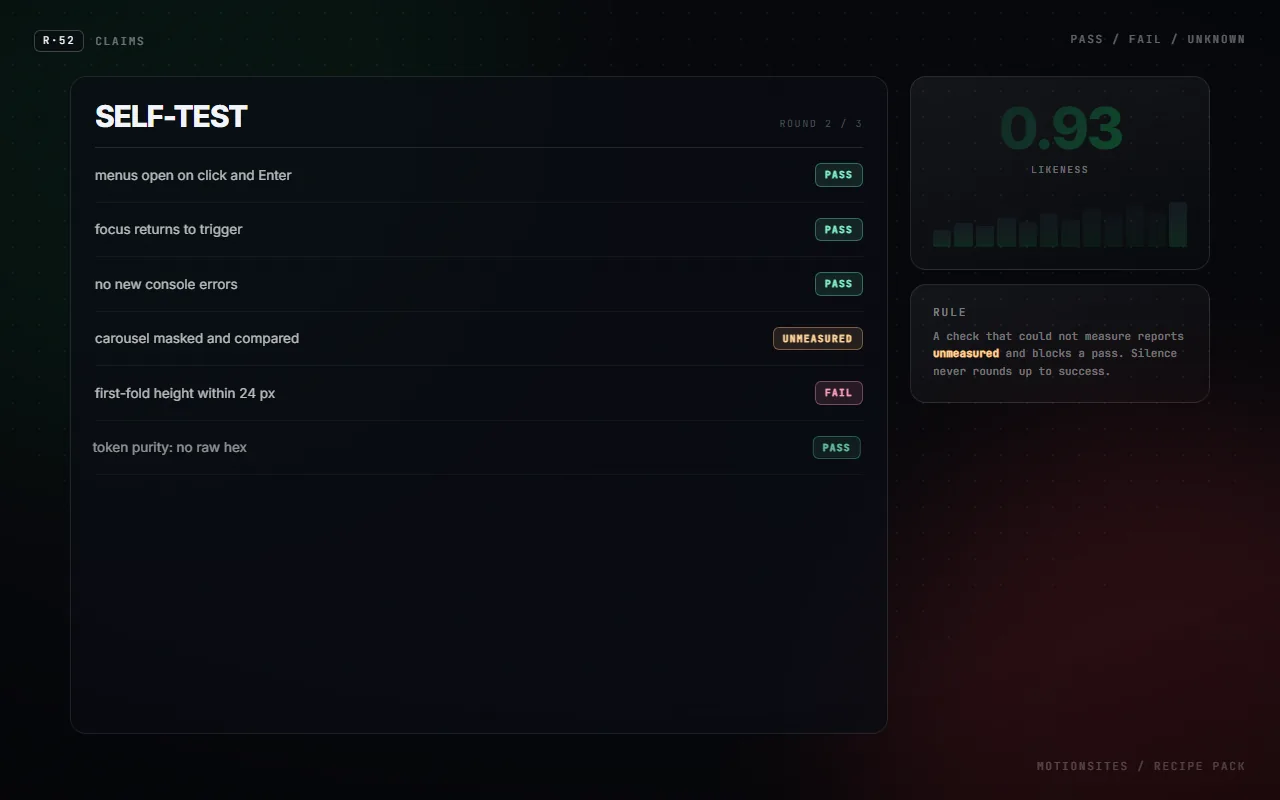 R·52 CLAIMS
PASS / FAIL / UNKNOWN
SELF-TEST
ROUND 2 / 3
menus open on click and Enter PASS
focus returns to trigger PASS
no new console errors PASS
carousel masked and compared UNMEASURED
first-fold height within 24 px FAIL
token purity: no raw hex PASS
0.93
LIKENESS
RULE
A check that could not measure reports
unmeasured and blocks a pass. Silence
never rounds up to success.
MOTIONSITES / RECIPE PACK